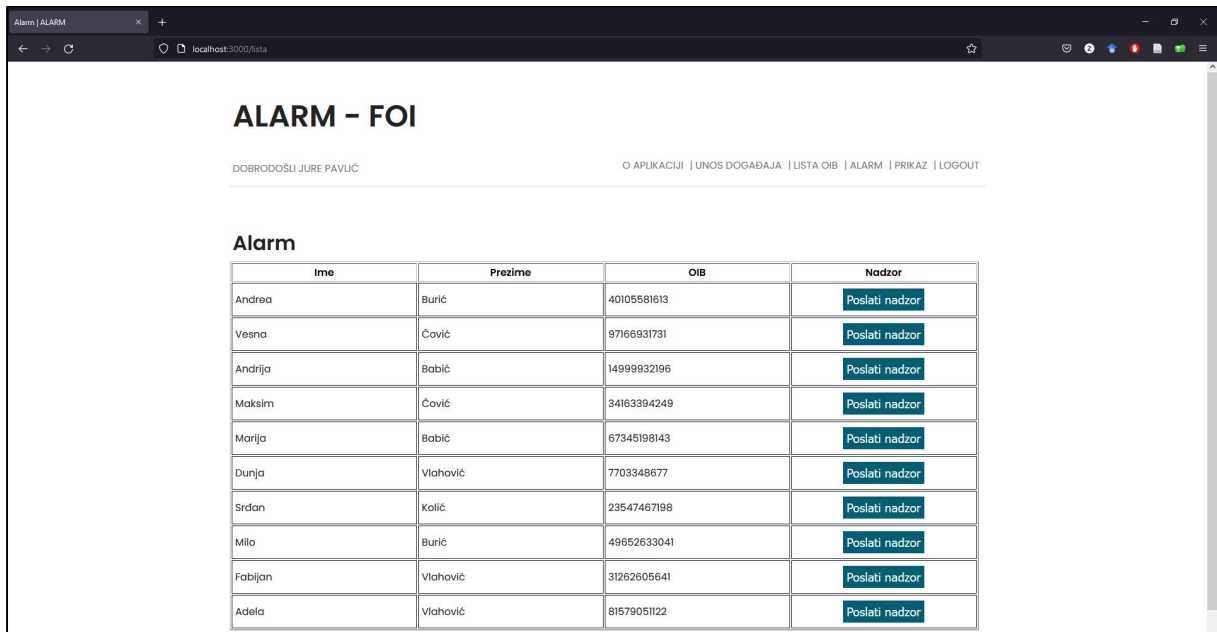 Alarm | ALARM
localhost:3000/lista
ALARM - FOI
DOBRODOŠLI JURE PAVLIĆ
O APLIKACIJI | UNOS DOGAĐAJA | LISTA OIB | ALARM | PRIKAZ | LOGOUT
Alarm
Ime Prezime OIB Nadzor
Andrea Burić 40105581613 Poslati nadzor
Vesna Čović 97166931731 Poslati nadzor
Andrija Babić 14999932196 Poslati nadzor
Maksim Čović 34163394249 Poslati nadzor
Marija Babić 67345198143 Poslati nadzor
Dunja Vlahović 7703348677 Poslati nadzor
Srđan Kolić 23547467198 Poslati nadzor
Milo Burić 49652633041 Poslati nadzor
Fabijan Vlahović 31262605641 Poslati nadzor
Adela Vlahović 81579051122 Poslati nadzor